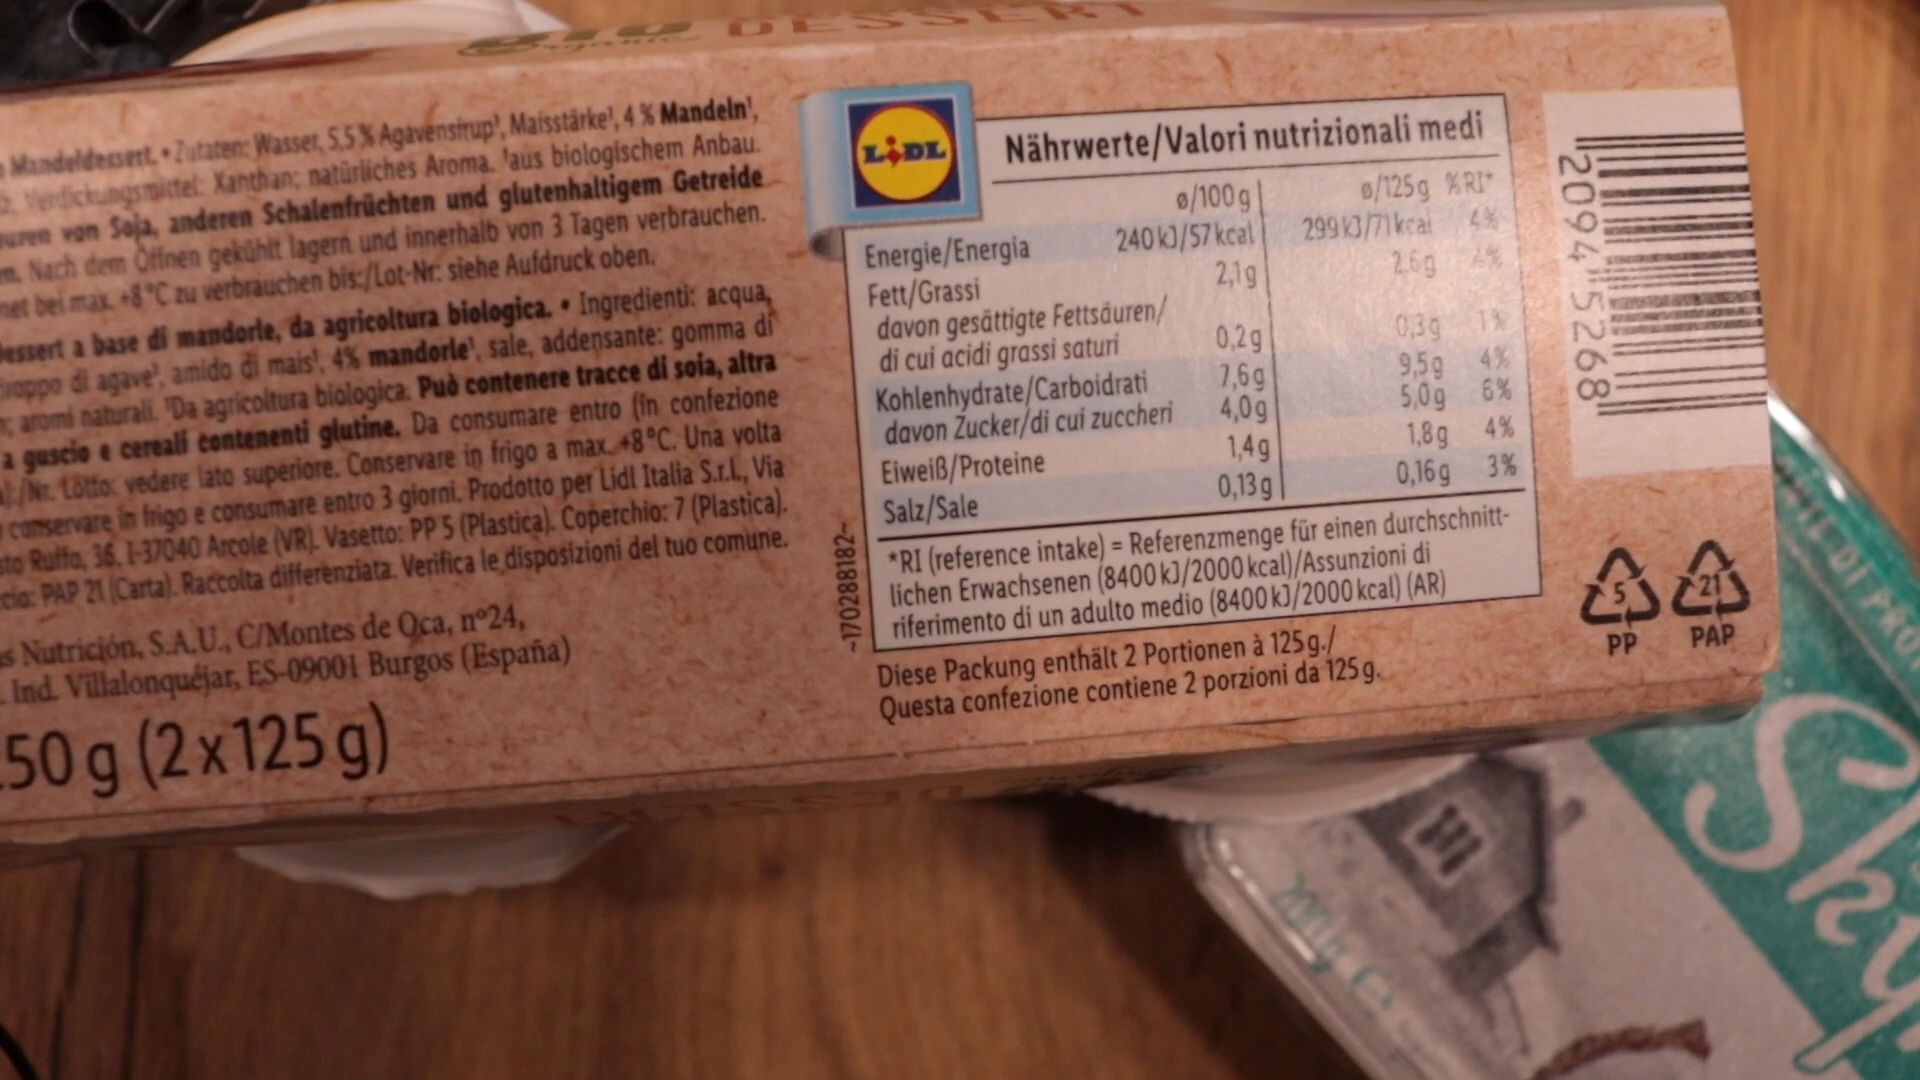 BIO
Organic
DESSERT
Mandeldessert. • Zutaten: Wasser, 5,5 % Agavensirup¹, Maisstärke¹, 4 % Mandeln¹,
Verdickungsmittel: Xanthan; natürliches Aroma. ¹aus biologischem Anbau.
von Soja, anderen Schalenfrüchten und glutenhaltigem Getreide
Nach dem Öffnen gekühlt lagern und innerhalb von 3 Tagen verbrauchen.
bei max. +8 °C zu verbrauchen bis:/Lot-Nr: siehe Aufdruck oben.
essert a base di mandorle, da agricoltura biologica. • Ingredienti: acqua,
iroppo di agave¹, amido di mais¹, 4% mandorle¹, sale, addensante: gomma di
aromi naturali. ¹Da agricoltura biologica. Può contenere tracce di soia, altra
a guscio e cereali contenenti glutine. Da consumare entro (in confezione
/Nr. Lotto: vedere lato superiore. Conservare in frigo a max. +8°C. Una volta
conservare in frigo e consumare entro 3 giorni. Prodotto per Lidl Italia S.r.l., Via
Ruffo, 36, I-37040 Arcole (VR). Vasetto: PP 5 (Plastica). Coperchio: 7 (Plastica).
cio: PAP 21 (Carta). Raccolta differenziata. Verifica le disposizioni del tuo comune.
s Nutrición, S.A.U., C/Montes de Oca, nº24,
. Ind. Villalonquéjar, ES-09001 Burgos (España)
50 g (2 x 125 g)
-170288182-
LIDL
Nährwerte/Valori nutrizionali medi
ø/100 g ø/125 g %RI*
Energie/Energia 240 kJ/57 kcal 299 kJ/71 kcal 4%
Fett/Grassi 2,1 g 2,6 g 4%
davon gesättigte Fettsäuren/
di cui acidi grassi saturi 0,2 g 0,3 g 1%
Kohlenhydrate/Carboidrati 7,6 g 9,5 g 4%
davon Zucker/di cui zuccheri 4,0 g 5,0 g 6%
Eiweiß/Proteine 1,4 g 1,8 g 4%
Salz/Sale 0,13 g 0,16 g 3%
*RI (reference intake) = Referenzmenge für einen durchschnitt-
lichen Erwachsenen (8400 kJ/2000 kcal)/Assunzioni di
riferimento di un adulto medio (8400 kJ/2000 kcal) (AR)
Diese Packung enthält 2 Portionen à 125 g./
Questa confezione contiene 2 porzioni da 125 g.
20945268
5
PP
21
PAP
DI PRO
Sky
200g e